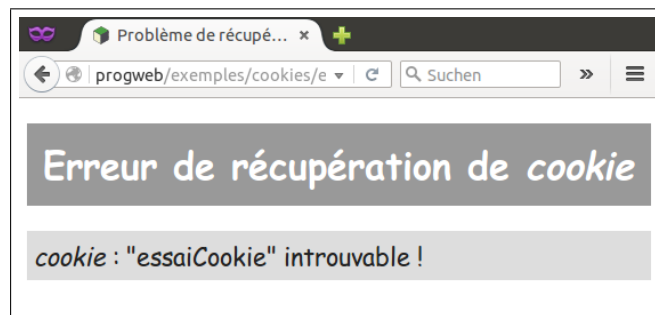 Problème de récupé...
progweb/exemples/cookies/e
Suchen
Erreur de récupération de cookie
cookie : "essaiCookie" introuvable !